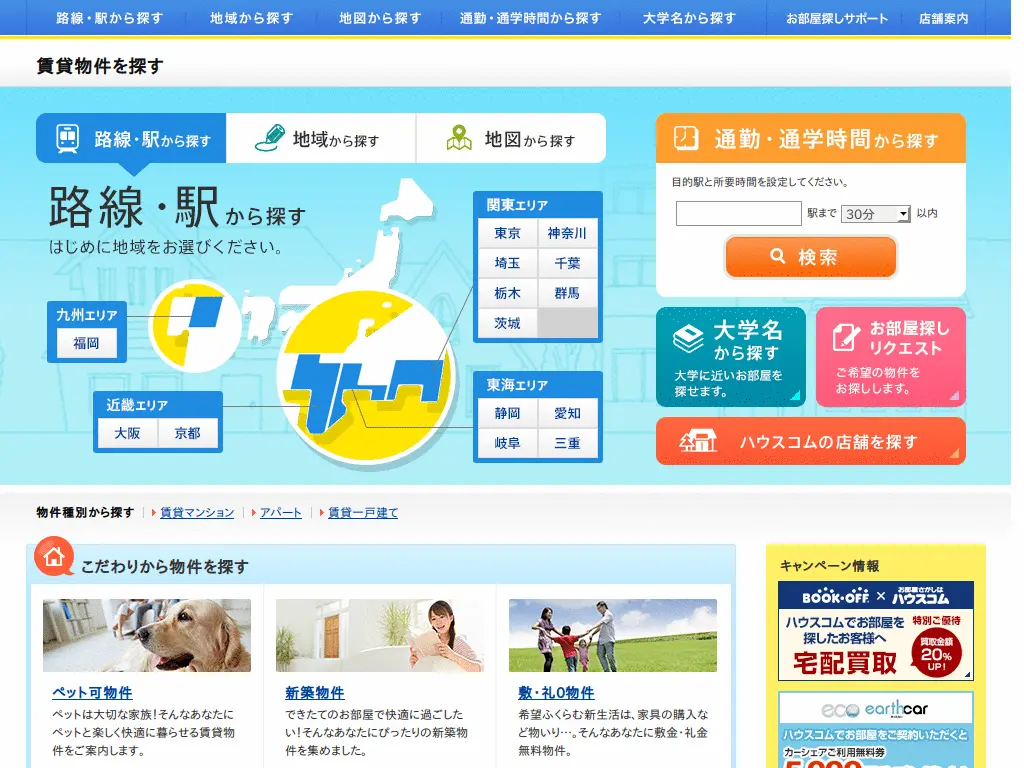 路線・駅から探す
地域から探す
地図から探す
通勤・通学時間から探す
大学名から探す
お部屋探しサポート
店舗案内
賃貸物件を探す
路線・駅から探す
地域から探す
地図から探す
路線・駅から探す
はじめに地域をお選びください。
九州エリア
福岡
近畿エリア
大阪
京都
関東エリア
東京
神奈川
埼玉
千葉
栃木
群馬
茨城
東海エリア
静岡
愛知
岐阜
三重
通勤・通学時間から探す
目的駅と所要時間を設定してください。
駅まで 30分 以内
検索
大学名
から探す
大学に近いお部屋を
探せます。
お部屋探し
リクエスト
ご希望の物件を
お探しします。
ハウスコムの店舗を探す
物件種別から探す
賃貸マンション
アパート
賃貸一戸建て
こだわりから物件を探す
ペット可物件
ペットは大切な家族!そんなあなたに
ペットと楽しく快適に暮らせる賃貸物
件をご案内します。
新築物件
できたてのお部屋で快適に過ごした
い!そんなあなたにぴったりの新築物
件を集めました。
敷・礼0物件
希望ふくらむ新生活は、家具の購入な
ど物いり…。そんなあなたに敷金・礼金
無料物件。
キャンペーン情報
BOOK・OFF × お部屋さがしは
ハウスコム
ハウスコムでお部屋を
探したお客様へ
宅配買取
特別ご優待
買取金額
20%
UP!
eco earthcar
ハウスコムでお部屋をご契約いただくと
カーシェアご利用無料券